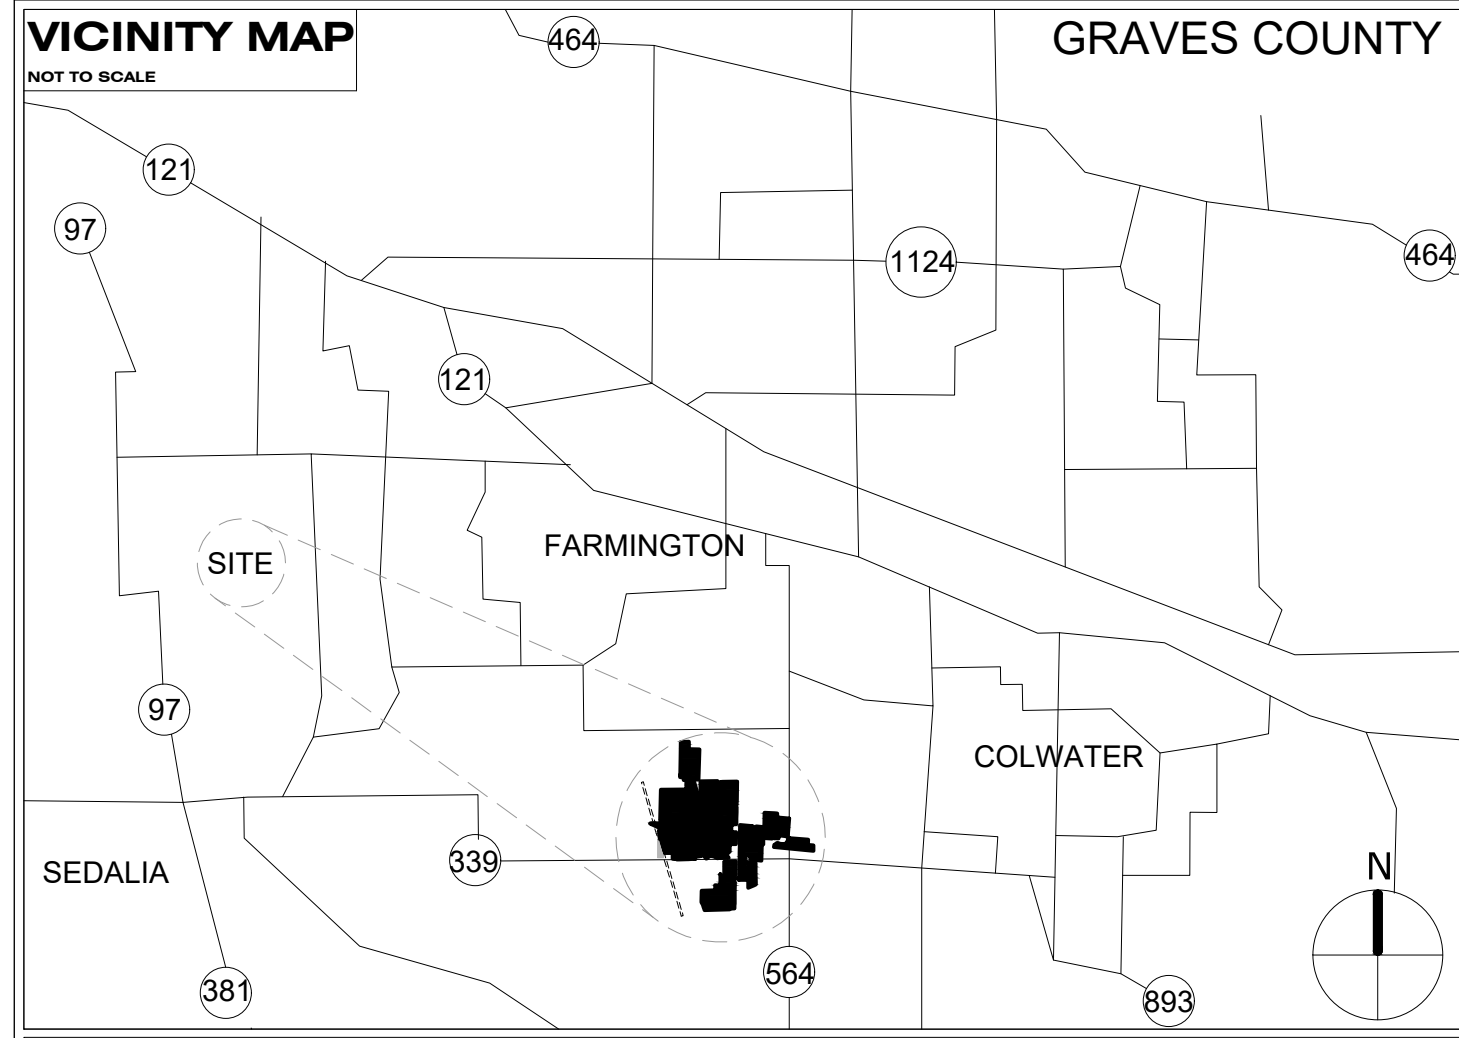 VICINITY MAP
NOT TO SCALE
GRAVES COUNTY
464
121
97
1124
464
121
FARMINGTON
SITE
97
COLWATER
SEDALIA
339
N
564
381
893